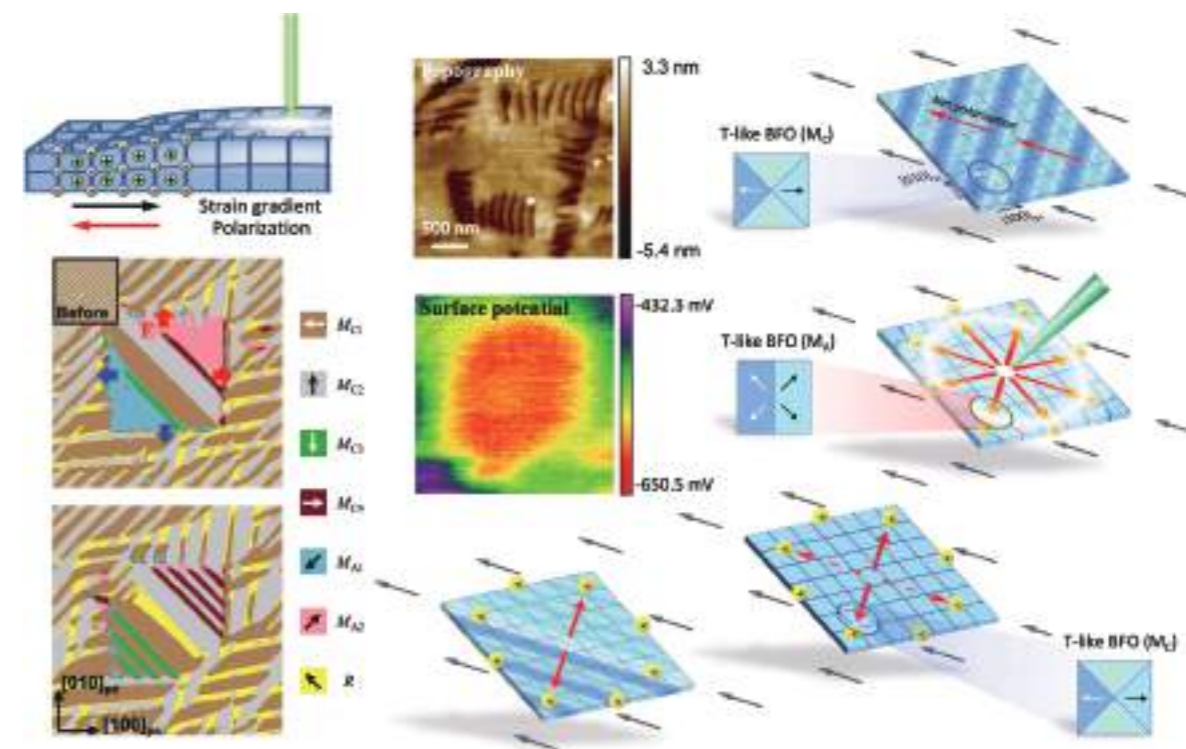 Strain gradient
Polarization
Before
E
M_C1
M_C2
M_C3
M_C4
M_A1
M_A2
R
[010]pc
[100]pc
Topography
3.3 nm
500 nm
-5.4 nm
Surface potential
-432.3 mV
-650.5 mV
T-like BFO (M_C)
T-like BFO (M_A)
T-like BFO (M_C)